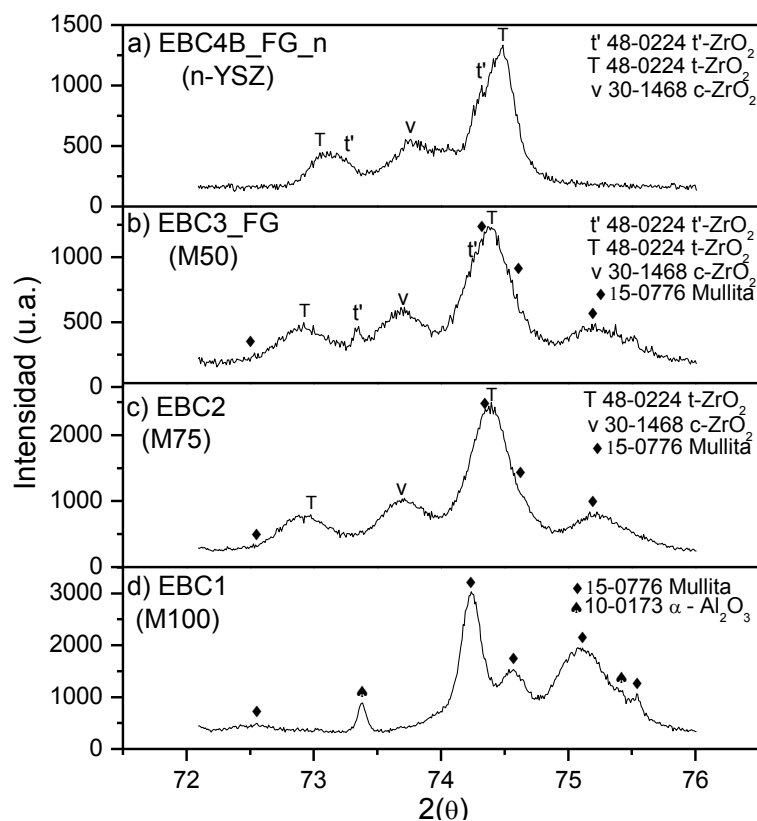 Intensidad (u.a.)
1500
1000
500
0
a) EBC4B_FG_n
(n-YSZ)
T
t'
v
t'
T
t' 48-0224 t'-ZrO₂
T 48-0224 t-ZrO₂
v 30-1468 c-ZrO₂
1000
500
0
b) EBC3_FG
(M50)
♦
T
t'
v
t'
♦
T
♦
♦
t' 48-0224 t'-ZrO₂
T 48-0224 t-ZrO₂
v 30-1468 c-ZrO₂
♦ 15-0776 Mullita
2000
1000
0
c) EBC2
(M75)
♦
T
v
♦
T
♦
♦
T 48-0224 t-ZrO₂
v 30-1468 c-ZrO₂
♦ 15-0776 Mullita
3000
2000
1000
0
d) EBC1
(M100)
♦
♠
♦
♦
♦
♠
♦
♦ 15-0776 Mullita
♠ 10-0173 α - Al₂O₃
72
73
74
75
76
2(θ)